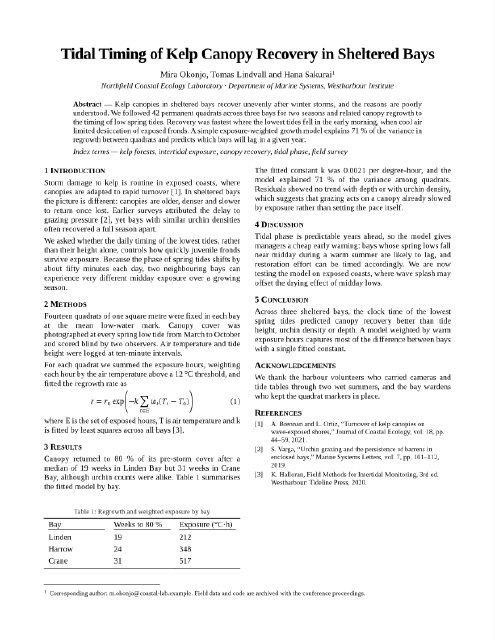 Tidal Timing of Kelp Canopy Recovery in Sheltered Bays
Mira Okonjo, Tomas Lindvall and Hana Sakurai¹
Northfield Coastal Ecology Laboratory · Department of Marine Systems, Westharbour Institute
Abstract — Kelp canopies in sheltered bays recover unevenly after winter storms, and the reasons are poorly
understood. We followed 42 permanent quadrats across three bays for two seasons and related canopy regrowth to
the timing of low spring tides. Recovery was fastest where the lowest tides fell in the early morning, when cool air
limited desiccation of exposed fronds. A simple exposure-weighted growth model explains 71 % of the variance in
regrowth between quadrats and predicts which bays will lag in a given year.
Index terms — kelp forests, intertidal exposure, canopy recovery, tidal phase, field survey
1 INTRODUCTION
Storm damage to kelp is routine in exposed coasts, where
canopies are adapted to rapid turnover [1]. In sheltered bays
the picture is different: canopies are older, denser and slower
to return once lost. Earlier surveys attributed the delay to
grazing pressure [2], yet bays with similar urchin densities
often recovered a full season apart.
We asked whether the daily timing of the lowest tides, rather
than their height alone, controls how quickly juvenile fronds
survive exposure. Because the phase of spring tides shifts by
about fifty minutes each day, two neighbouring bays can
experience very different midday exposure over a growing
season.
2 METHODS
Fourteen quadrats of one square metre were fixed in each bay
at the mean low-water mark. Canopy cover was
photographed at every spring low tide from March to October
and scored blind by two observers. Air temperature and tide
height were logged at ten-minute intervals.
For each quadrat we summed the exposure hours, weighting
each hour by the air temperature above a 12 °C threshold, and
fitted the regrowth rate as
r = r₀ exp(−k ∑ wₜ(Tₜ − T₀)) (1)
t∈E
where E is the set of exposed hours, T is air temperature and k
is fitted by least squares across all bays [3].
3 RESULTS
Canopy returned to 80 % of its pre-storm cover after a
median of 19 weeks in Linden Bay but 31 weeks in Crane
Bay, although urchin counts were alike. Table 1 summarises
the fitted model by bay.
Table 1: Regrowth and weighted exposure by bay
Bay Weeks to 80 % Exposure (°C·h)
Linden 19 212
Harrow 24 348
Crane 31 517
The fitted constant k was 0.0021 per degree-hour, and the
model explained 71 % of the variance among quadrats.
Residuals showed no trend with depth or with urchin density,
which suggests that grazing acts on a canopy already slowed
by exposure rather than setting the pace itself.
4 DISCUSSION
Tidal phase is predictable years ahead, so the model gives
managers a cheap early warning: bays whose spring lows fall
near midday during a warm summer are likely to lag, and
restoration effort can be timed accordingly. We are now
testing the model on exposed coasts, where wave splash may
offset the drying effect of midday lows.
5 CONCLUSION
Across three sheltered bays, the clock time of the lowest
spring tides predicted canopy recovery better than tide
height, urchin density or depth. A model weighted by warm
exposure hours captures most of the difference between bays
with a single fitted constant.
ACKNOWLEDGEMENTS
We thank the harbour volunteers who carried cameras and
tide tables through two wet summers, and the bay wardens
who kept the quadrat markers in place.
REFERENCES
[1] A. Brennan and L. Ortiz, “Turnover of kelp canopies on
wave-exposed shores,” Journal of Coastal Ecology, vol. 18, pp.
44–59, 2021.
[2] S. Varga, “Urchin grazing and the persistence of barrens in
enclosed bays,” Marine Systems Letters, vol. 7, pp. 101–112,
2019.
[3] K. Halloran, Field Methods for Intertidal Monitoring, 3rd ed.
Westharbour: Tideline Press, 2020.
¹ Corresponding author: m.okonjo@coastal-lab.example. Field data and code are archived with the conference proceedings.